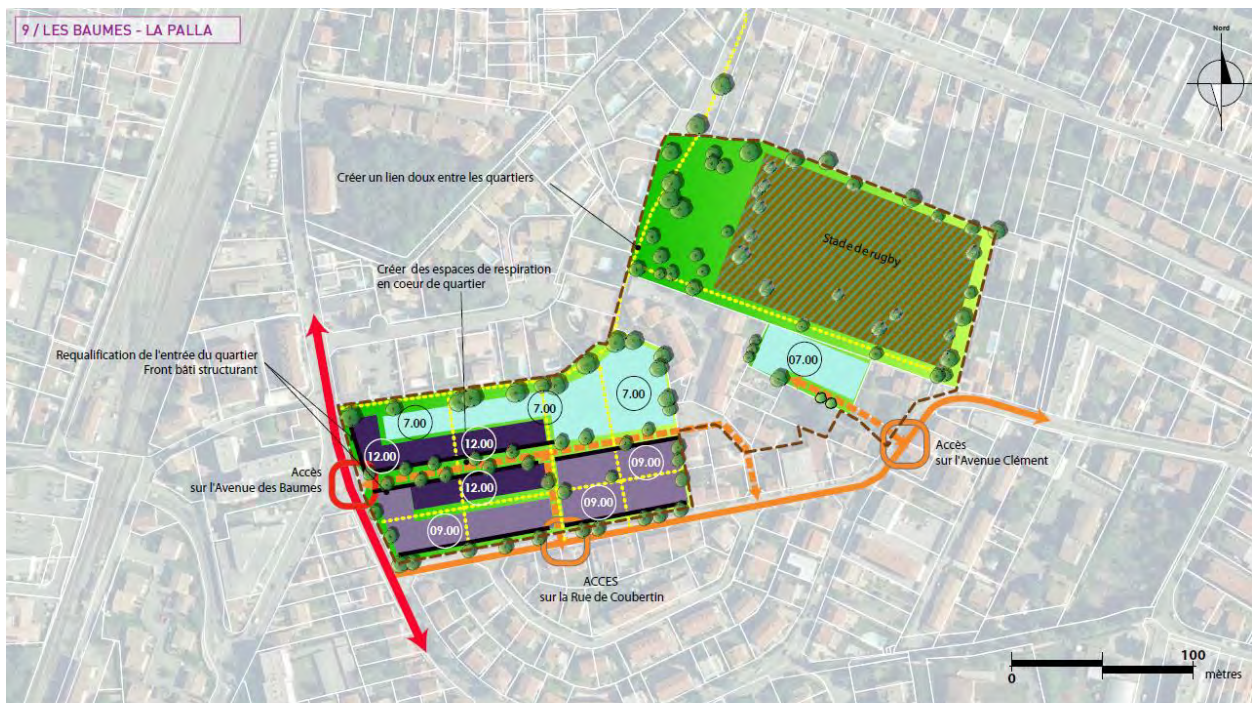 9 / LES BAUMES - LA PALLA
Nord
Créer un lien doux entre les quartiers
Stade de rugby
Créer des espaces de respiration
en coeur de quartier
Requalification de l'entrée du quartier
Front bâti structurant
07.00
7.00
7.00
7.00
12.00
12.00
12.00
09.00
09.00
09.00
Accès
sur l'Avenue des Baumes
Accès
sur l'Avenue Clément
ACCES
sur la Rue de Coubertin
100
0
mètres